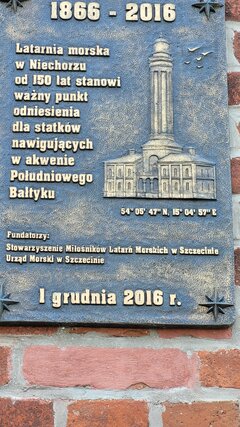 1866 - 2016
Latarnia morska
w Niechorzu
od 150 lat stanowi
ważny punkt
odniesienia
dla statków
nawigujących
w akwenie
Południowego
Bałtyku
54° 05' 47" N, 15° 04' 57" E
Fundatorzy:
Stowarzyszenie Miłośników Latarń Morskich w Szczecinie
Urząd Morski w Szczecinie
1 grudnia 2016 r.